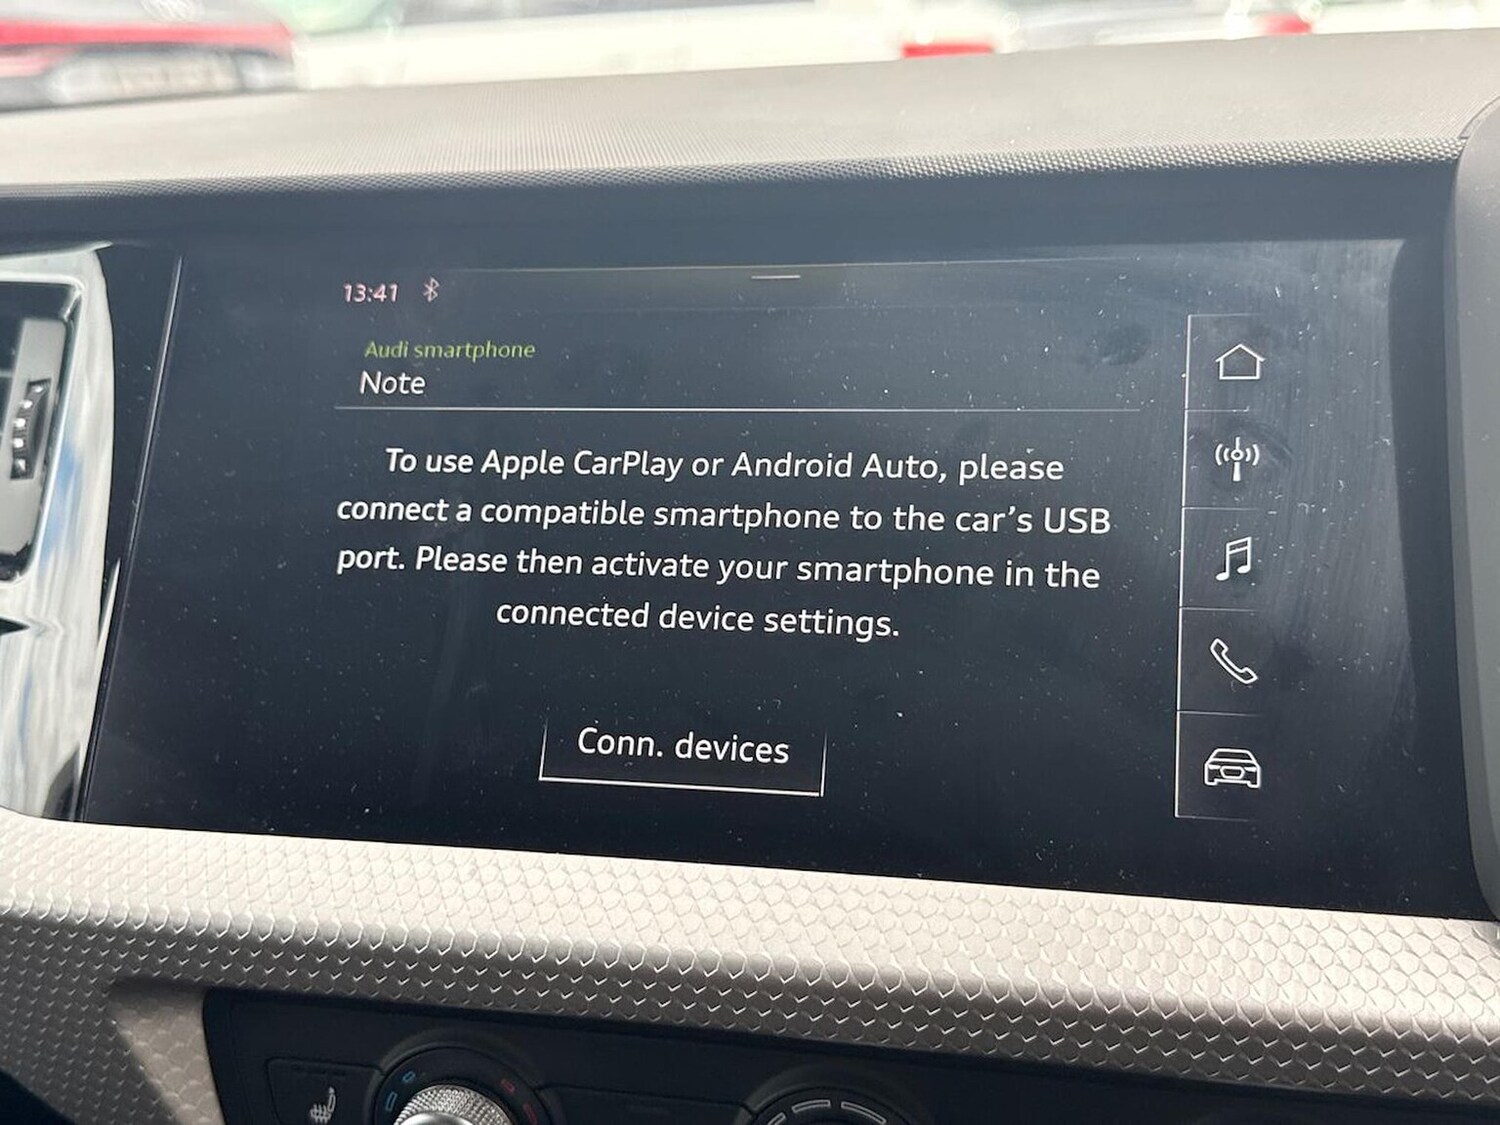 13:41
Audi smartphone
Note
To use Apple CarPlay or Android Auto, please
connect a compatible smartphone to the car's USB
port. Please then activate your smartphone in the
connected device settings.
Conn. devices